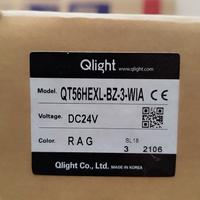 Qlight
www.qlight.com
Model. QT56HEXL-BZ-3-WIA CE
Voltage. DC24V
Color. R A G SL18
3 2106
Qlight Co., Ltd. MADE IN KOREA